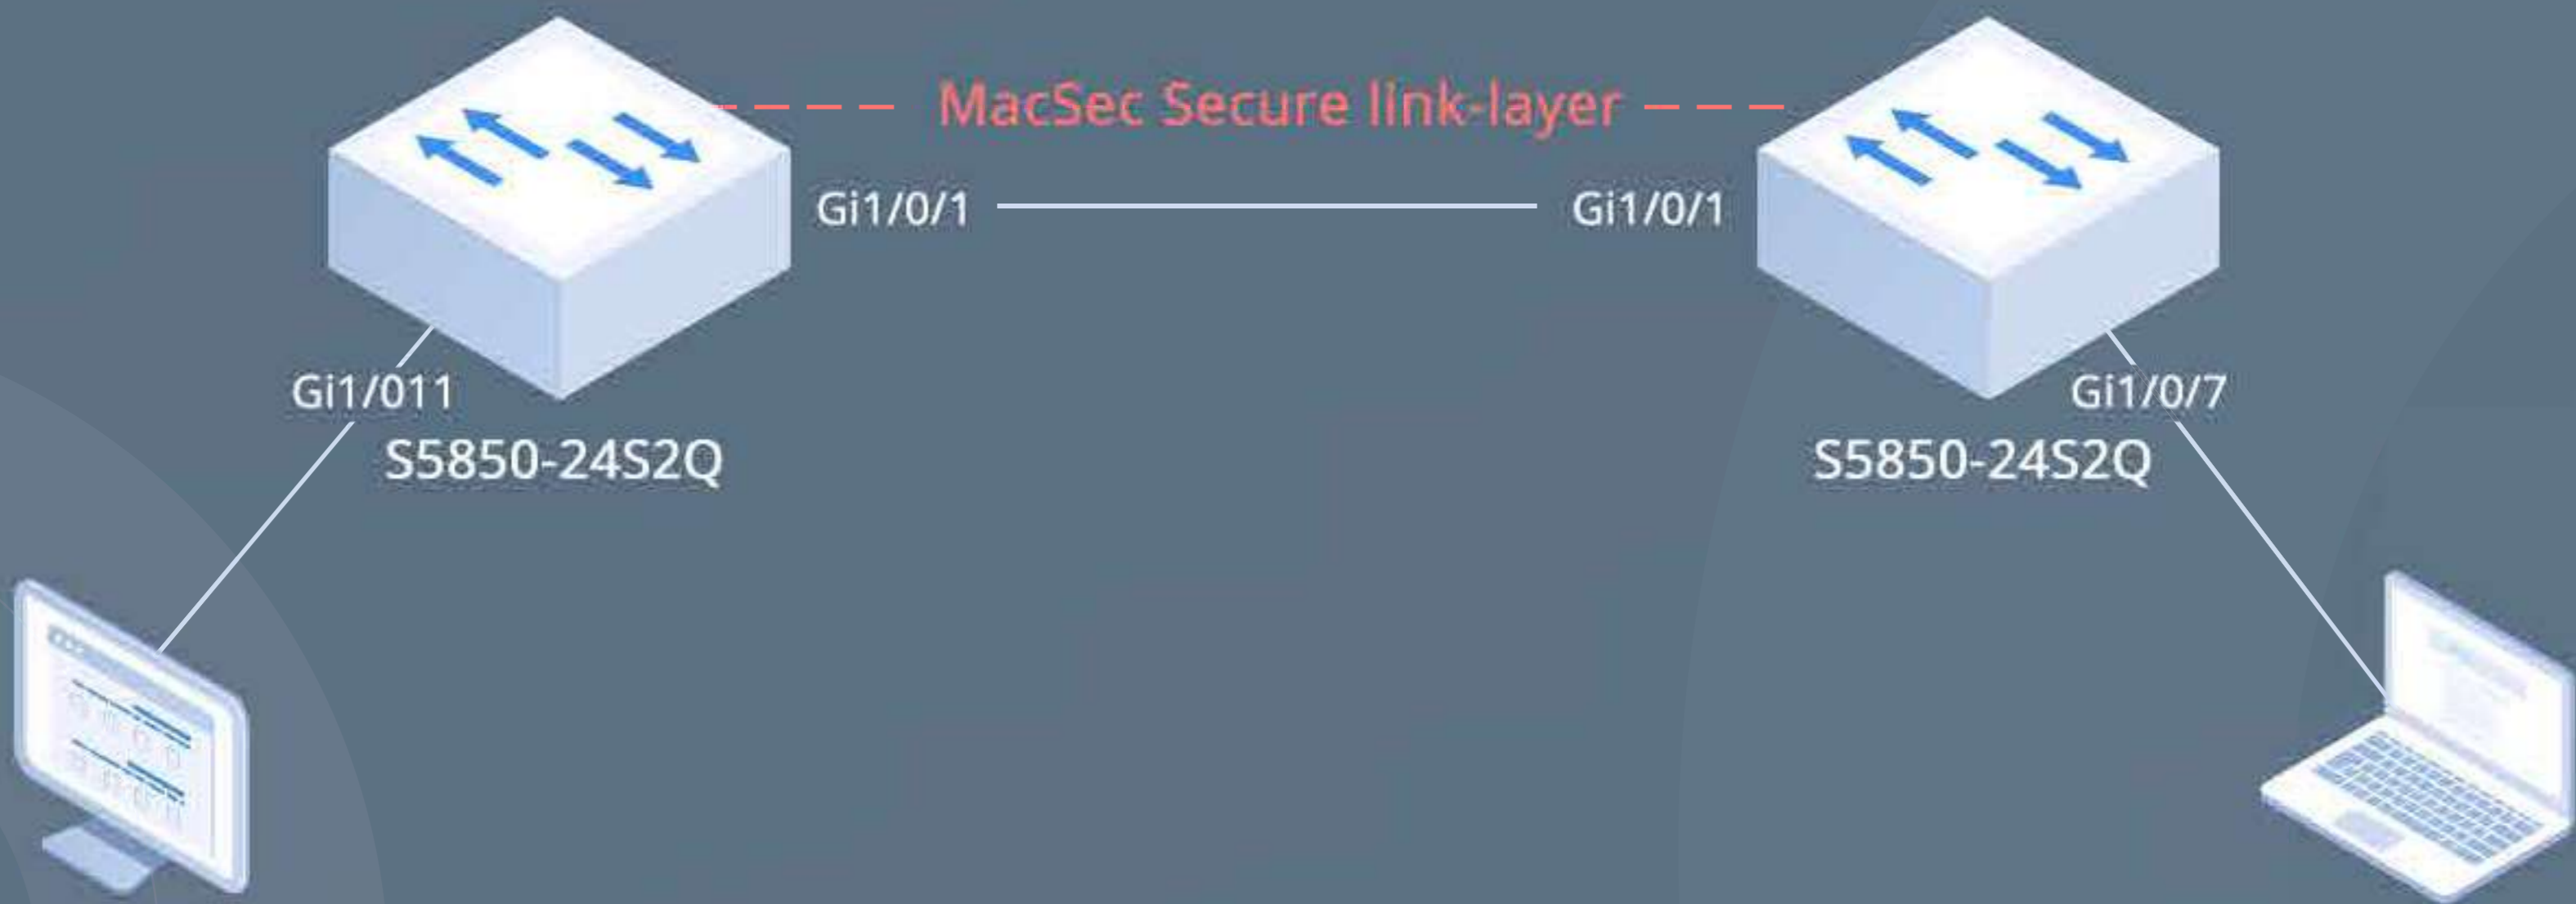 MacSec Secure link-layer
Gi1/0/1
Gi1/0/1
Gi1/011
Gi1/0/7
S5850-24S2Q
S5850-24S2Q